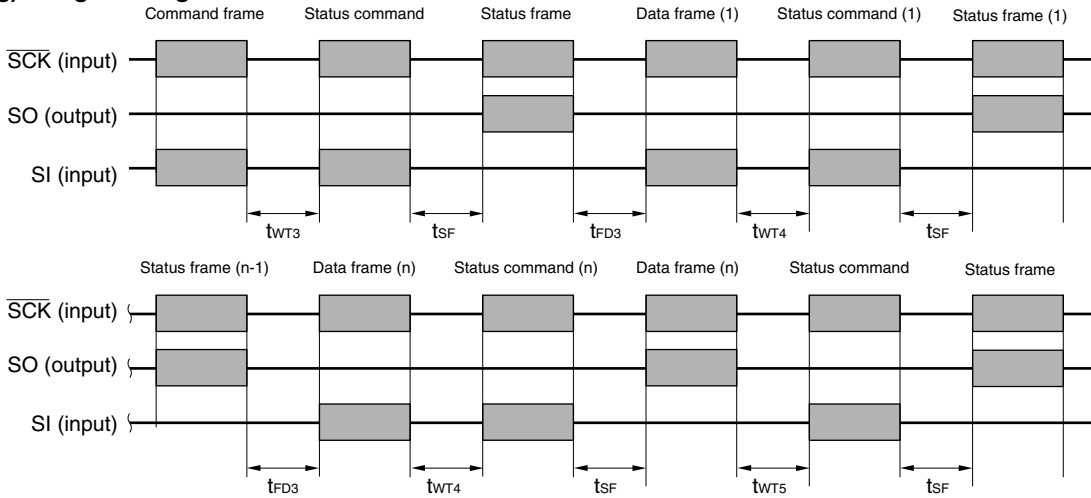 Command frame Status command Status frame Data frame (1) Status command (1) Status frame (1)
SCK (input)
SO (output)
SI (input)
tWT3 tSF tFD3 tWT4 tSF
Status frame (n-1) Data frame (n) Status command (n) Data frame (n) Status command Status frame
SCK (input)
SO (output)
SI (input)
tFD3 tWT4 tSF tWT5 tSF